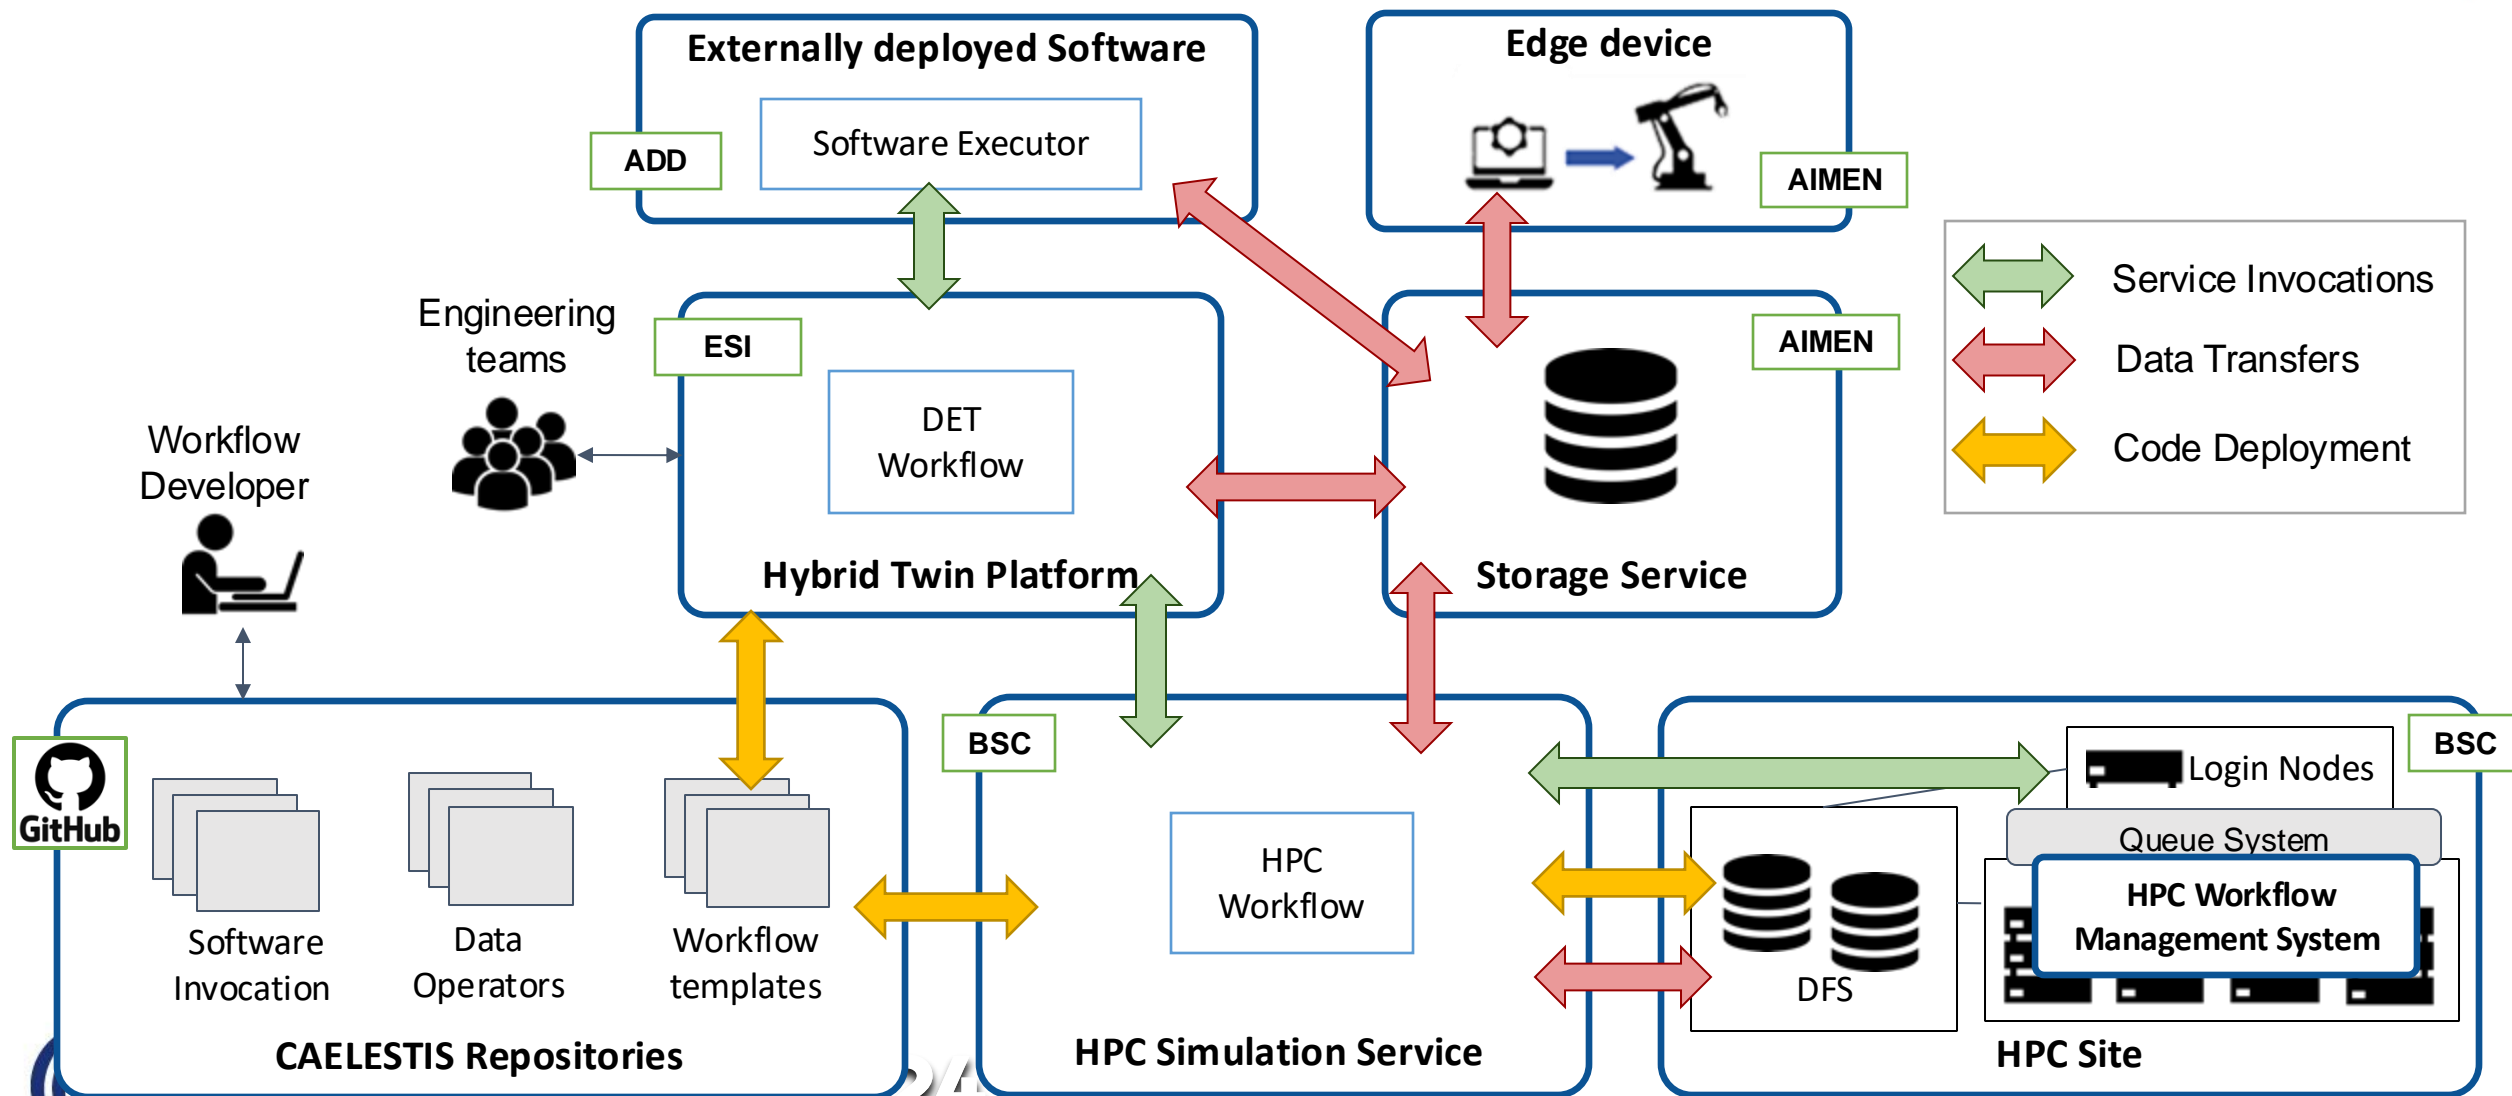 Externally deployed Software
Software Executor
ADD
Edge device
AIMEN
Service Invocations
Data Transfers
Code Deployment
Engineering
teams
ESI
DET
Workflow
Hybrid Twin Platform
AIMEN
Storage Service
Workflow
Developer
GitHub
Software
Invocation
Data
Operators
Workflow
templates
CAELESTIS Repositories
BSC
HPC
Workflow
HPC Simulation Service
BSC
Login Nodes
Queue System
HPC Workflow
Management System
DFS
HPC Site